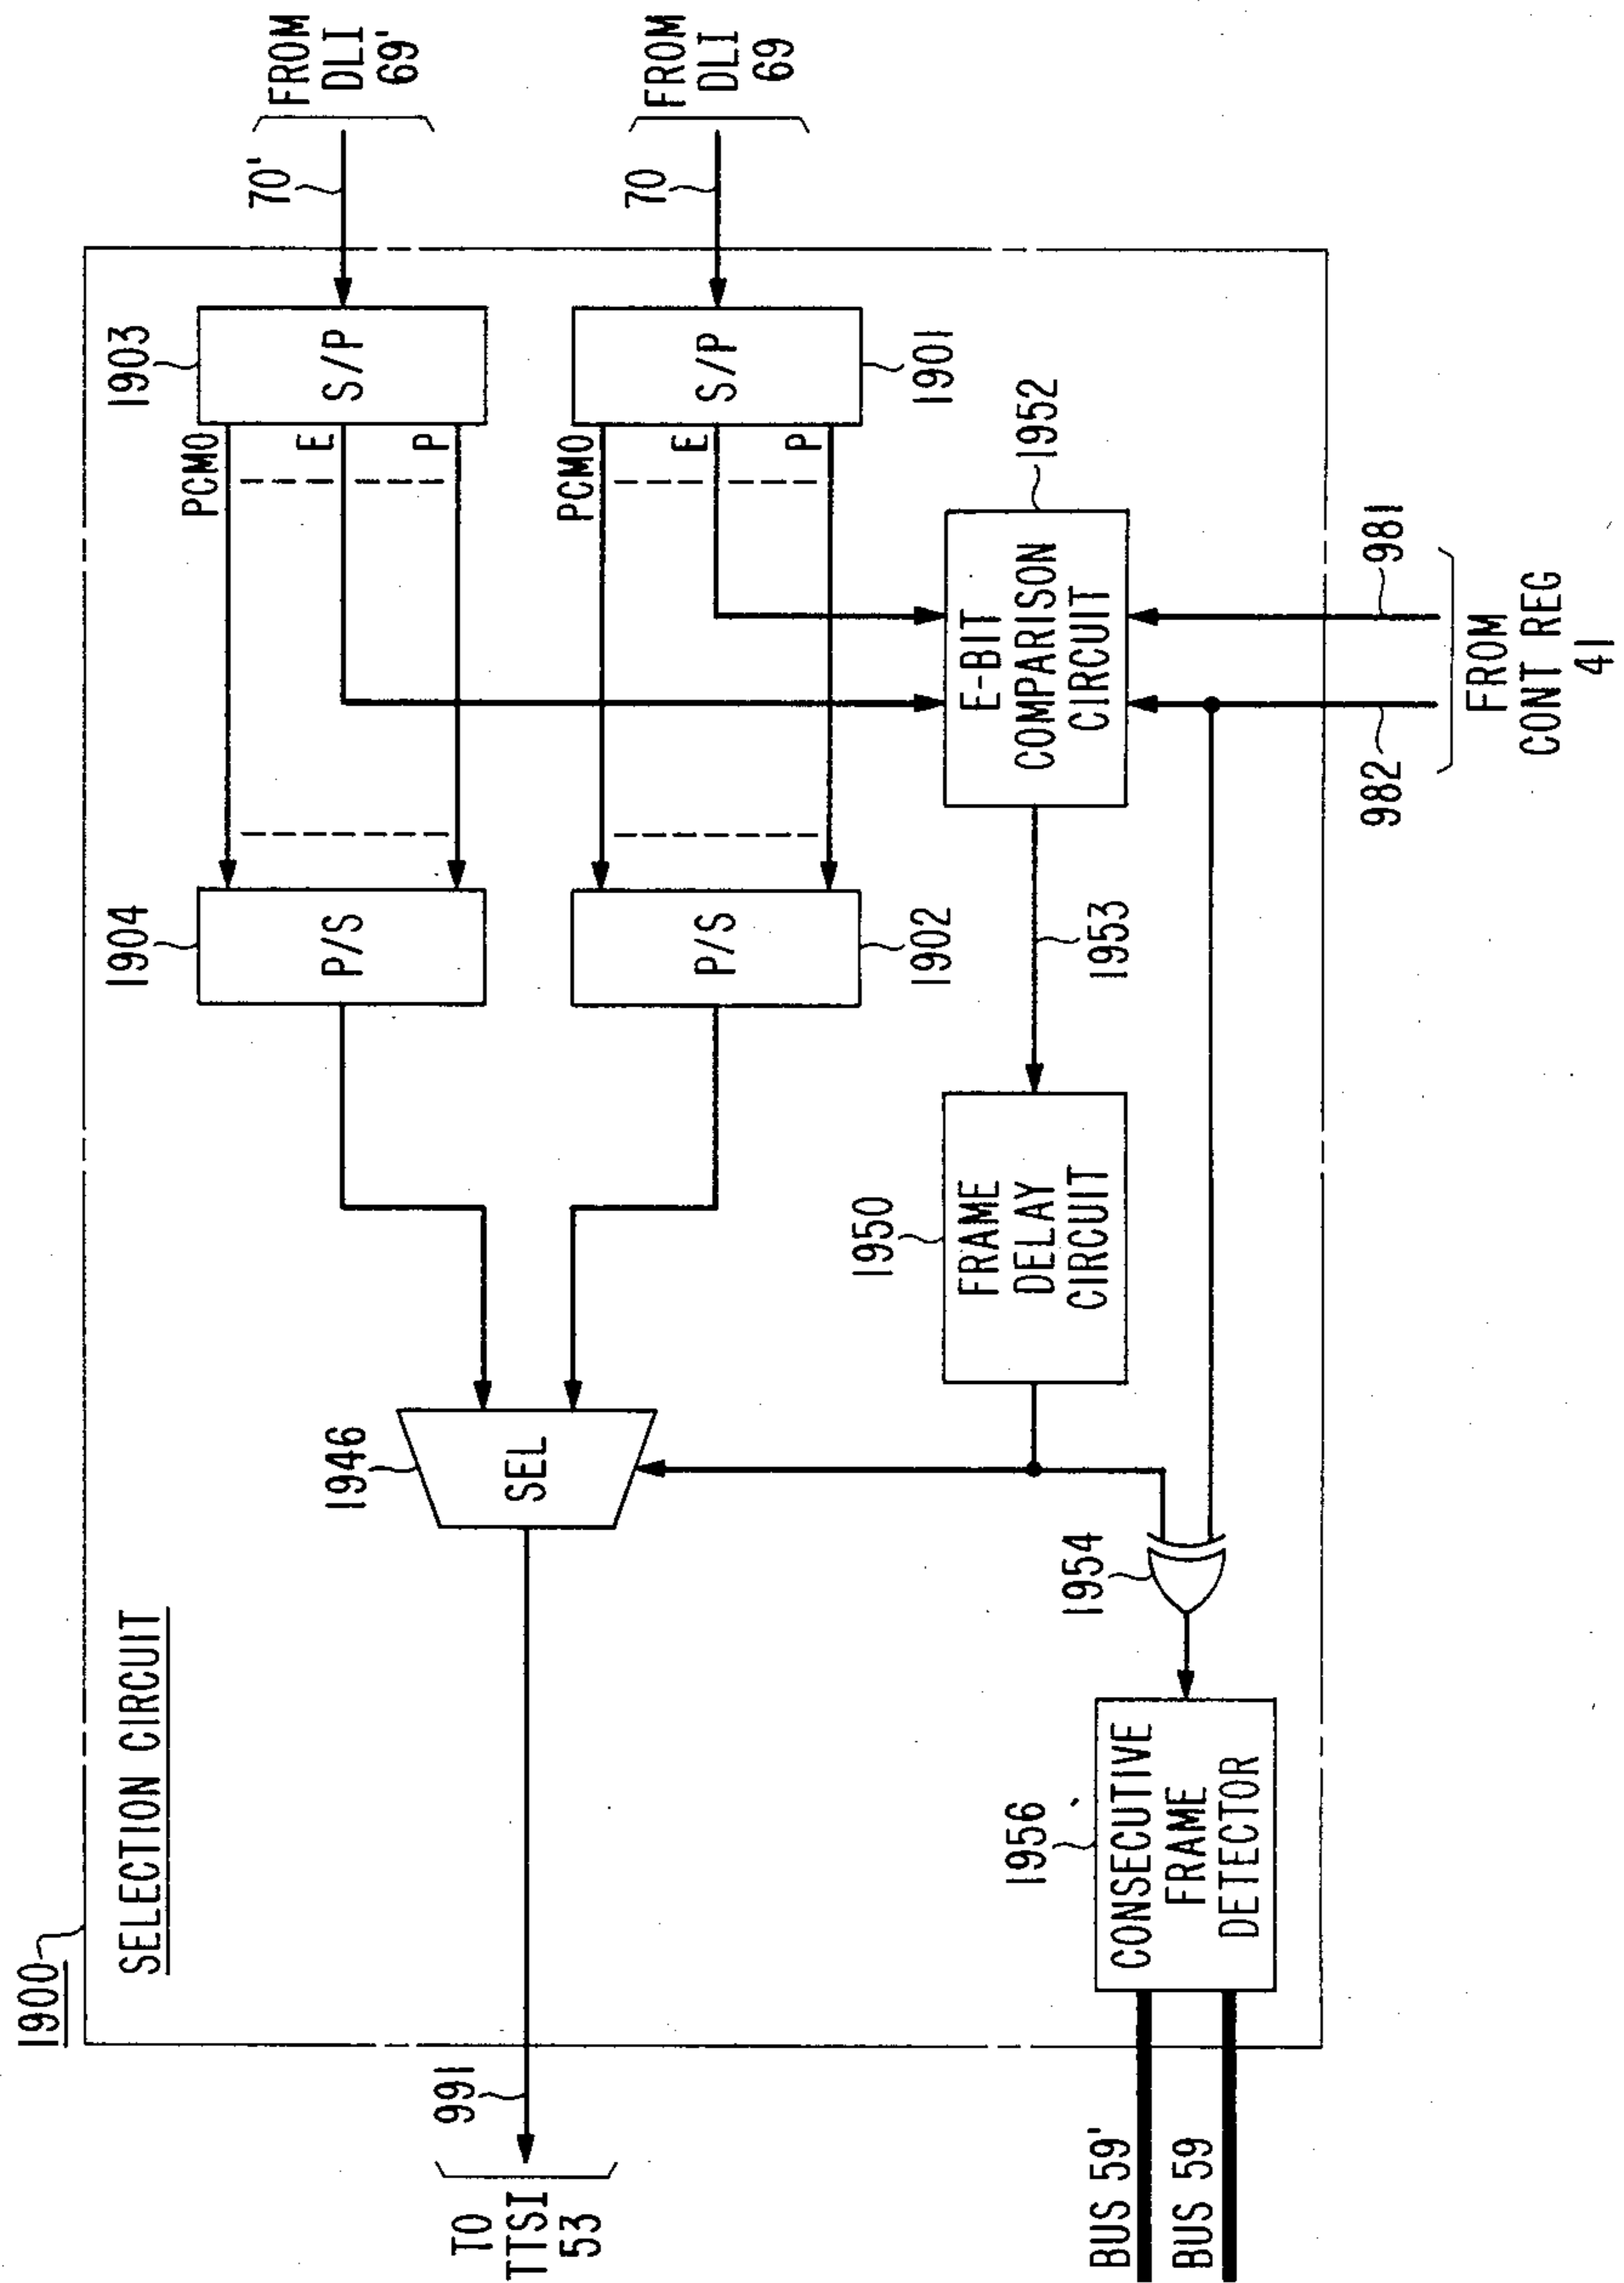 1900
SELECTION CIRCUIT
TO
TTSI
53
991
1946
SEL
1904
P/S
1903
S/P
PCM0
E
P
70'
FROM
DLI
69'
1902
P/S
1901
S/P
PCM0
E
P
70
FROM
DLI
69
1950
FRAME
DELAY
CIRCUIT
1953
1952
E-BIT
COMPARISON
CIRCUIT
1954
1956
CONSECUTIVE
FRAME
DETECTOR
BUS 59'
BUS 59
982
981
FROM
CONT REG
41